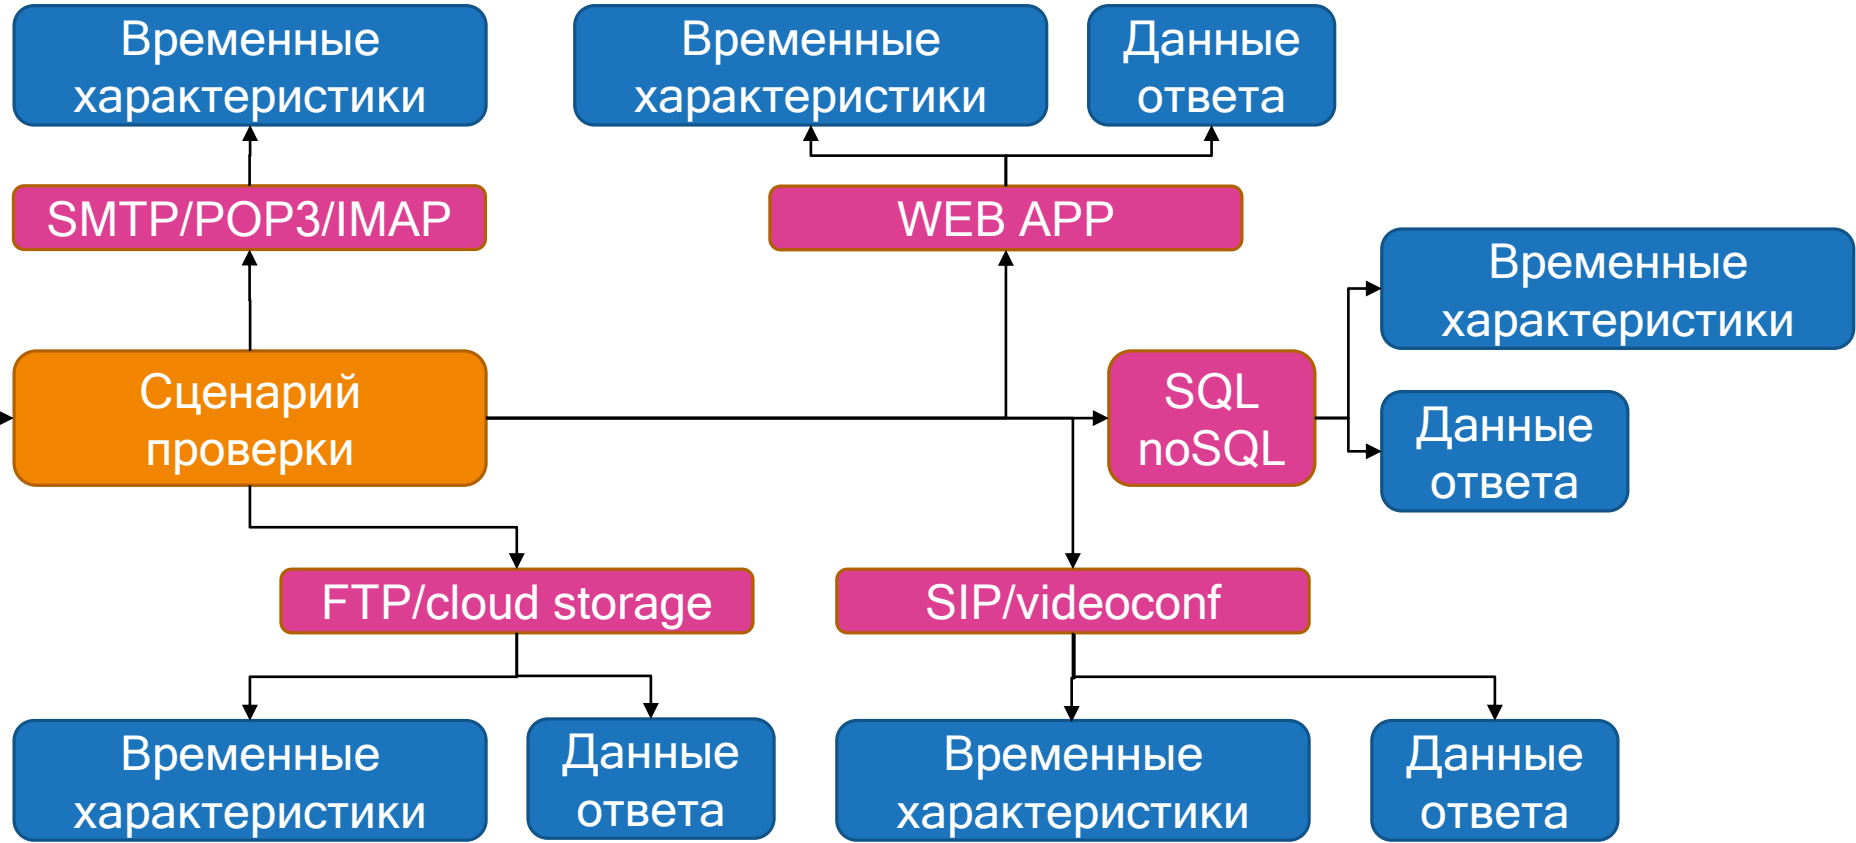 Временные
характеристики
Временные
характеристики
Данные
ответа
SMTP/POP3/IMAP
WEB APP
Временные
характеристики
Сценарий
проверки
SQL
noSQL
Данные
ответа
FTP/cloud storage
SIP/videoconf
Временные
характеристики
Данные
ответа
Временные
характеристики
Данные
ответа